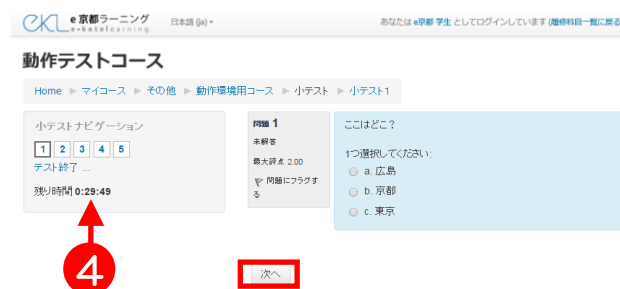 e京都ラーニング
e-kotolearning
日本語 (ja)
あなたは e京都 学生 としてログインしています (履修科目一覧に戻る
動作テストコース
Home ▶ マイコース ▶ その他 ▶ 動作環境用コース ▶ 小テスト ▶ 小テスト1
小テストナビゲーション
1 2 3 4 5
テスト終了 ...
残り時間 0:29:49
問題 1
未解答
最大評点 2.00
問題にフラグす
る
ここはどこ?
1つ選択してください:
a. 広島
b. 京都
c. 東京
4
次へ